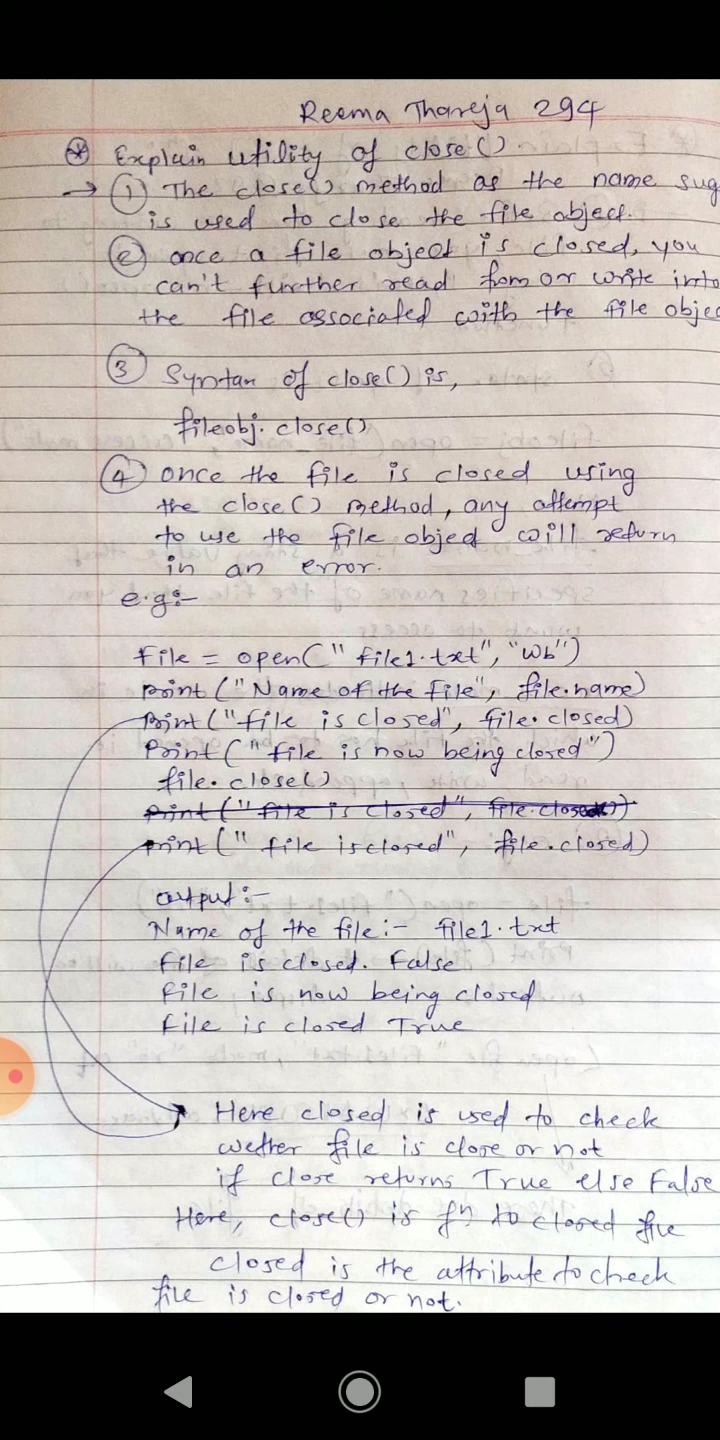 Reema Thareja 294
* Explain utility of close().
→ ① The close() method as the name sug
is used to close the file object.
② once a file object is closed, you
can't further read from or write into
the file associated with the file objec
③ Syntax of close() is,
fileobj. close()
④ once the file is closed using
the close() method, any attempt
to use the file object will return
in an error.
e.g:-
File = open(" file1.txt", "wb")
print ("Name of the File", file.name)
print ("file is closed", file. closed)
Print (" file is now being closed")
file. close()
print (" file is closed", file.closed)
print (" file is closed", file.closed)
output :-
Name of the file :- file1.txt
File is closed. False
File is now being closed
File is closed True
Here closed is used to check
wether file is close or not
if close returns True else False
Here, close() is fn to closed file
closed is the attribute to check
file is closed or not.